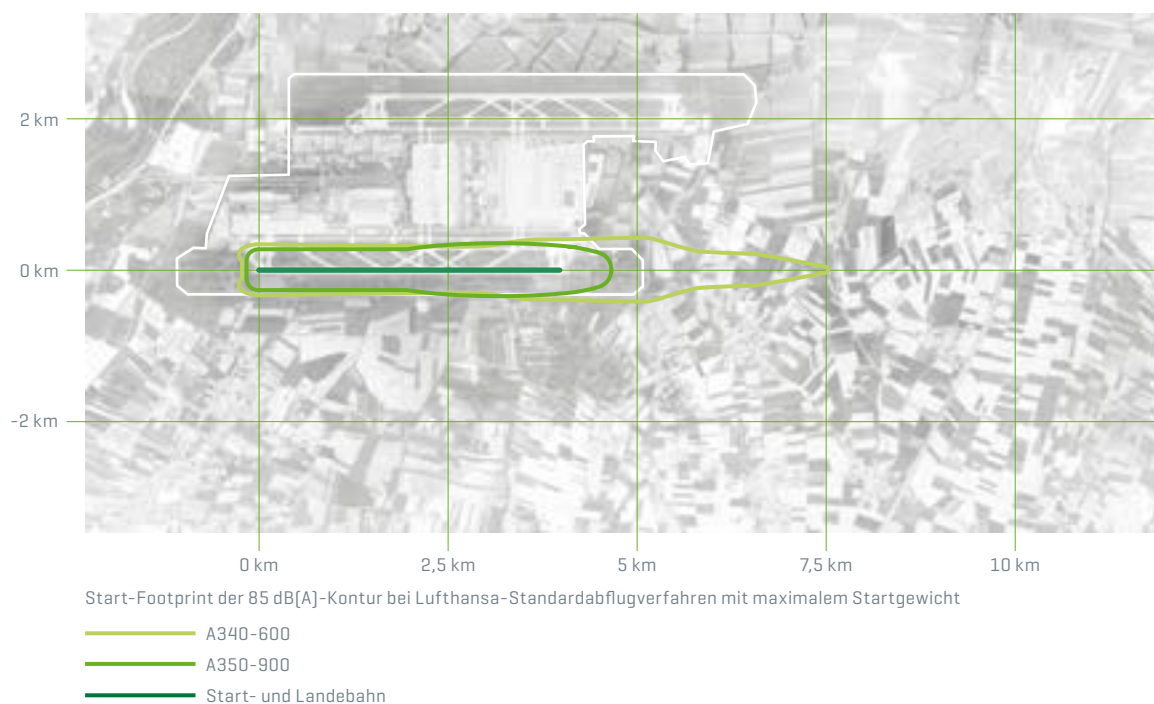 2 km
0 km
-2 km
0 km 2,5 km 5 km 7,5 km 10 km
Start-Footprint der 85 dB(A)-Kontur bei Lufthansa-Standardabflugverfahren mit maximalem Startgewicht
A340-600
A350-900
Start- und Landebahn